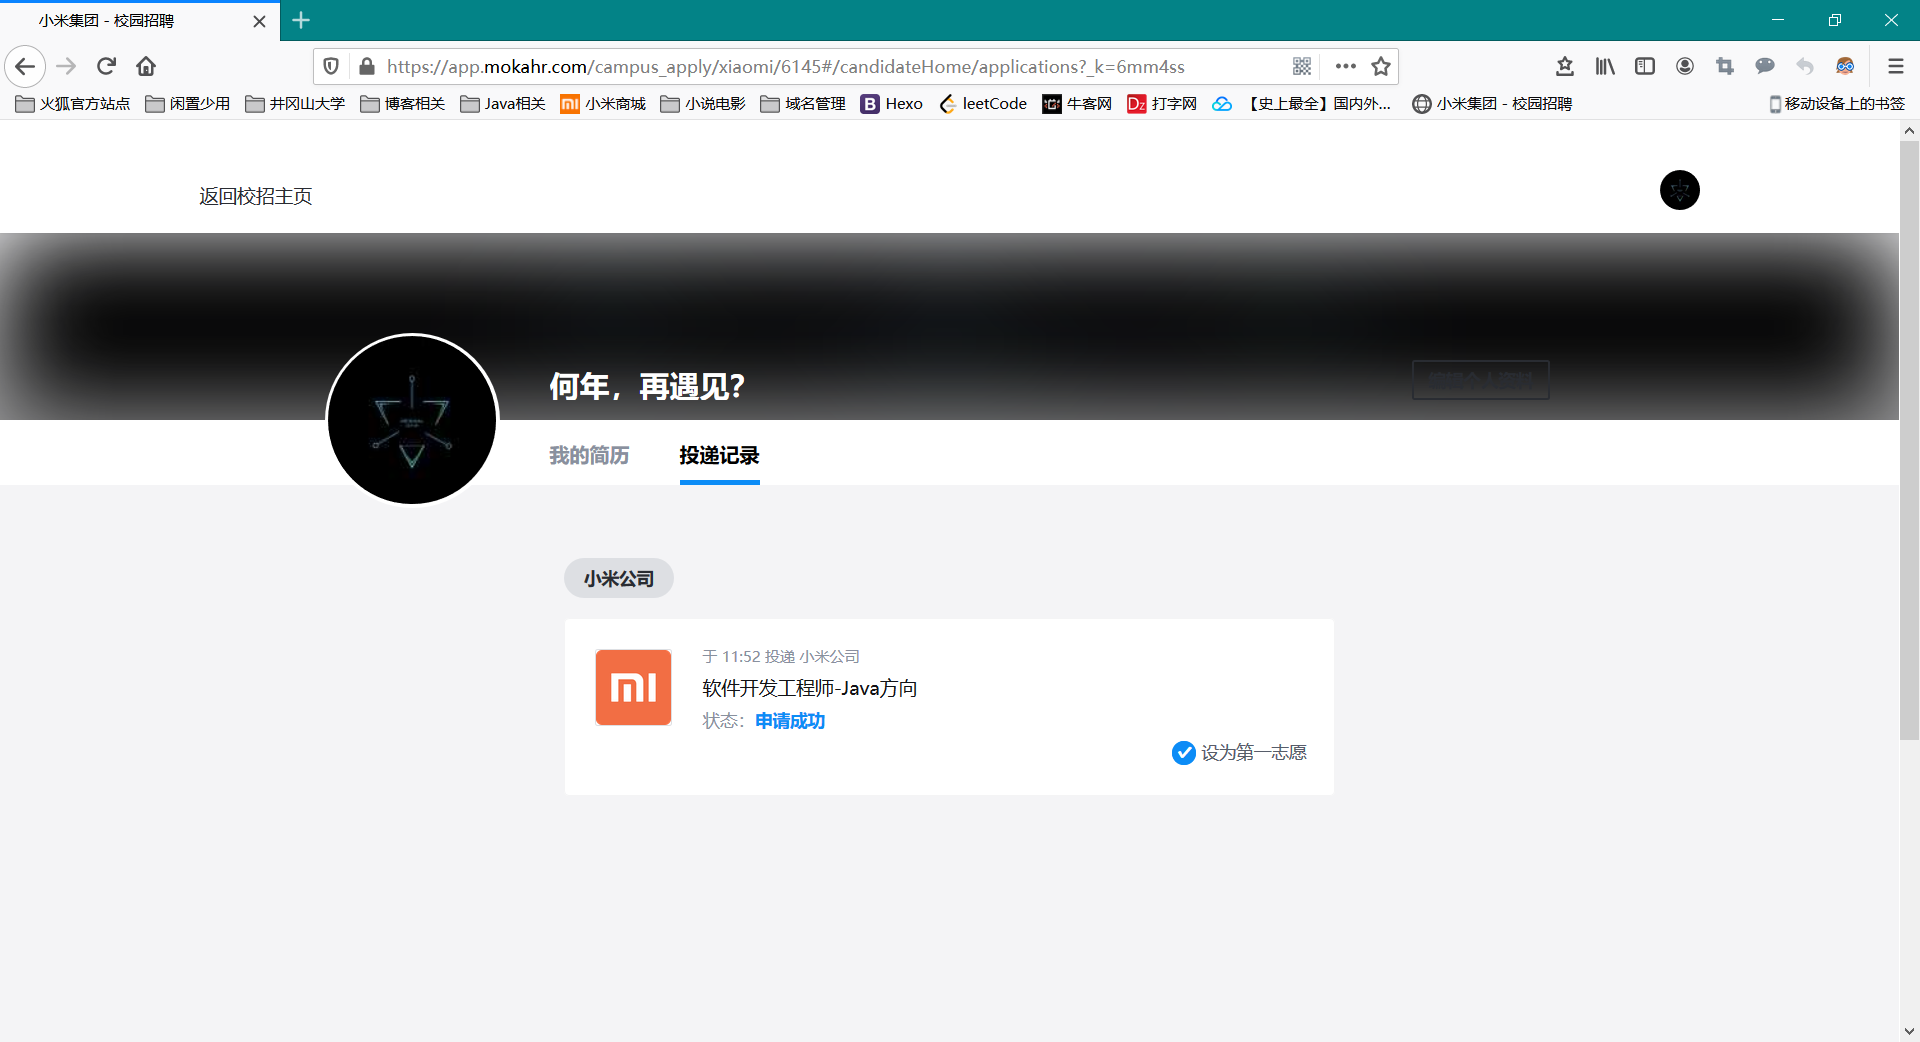 小米集团 - 校园招聘
https://app.mokahr.com/campus_apply/xiaomi/6145#/candidateHome/applications?_k=6mm4ss
火狐官方站点 闲置少用 井冈山大学 博客相关 Java相关 小米商城 小说电影 域名管理 B Hexo leetCode 牛客网 Dz 打字网 【史上最全】国内外... 小米集团 - 校园招聘 移动设备上的书签
返回校招主页
何年，再遇见？
我的简历 投递记录
小米公司
于 11:52 投递 小米公司
软件开发工程师-Java方向
状态：申请成功
设为第一志愿